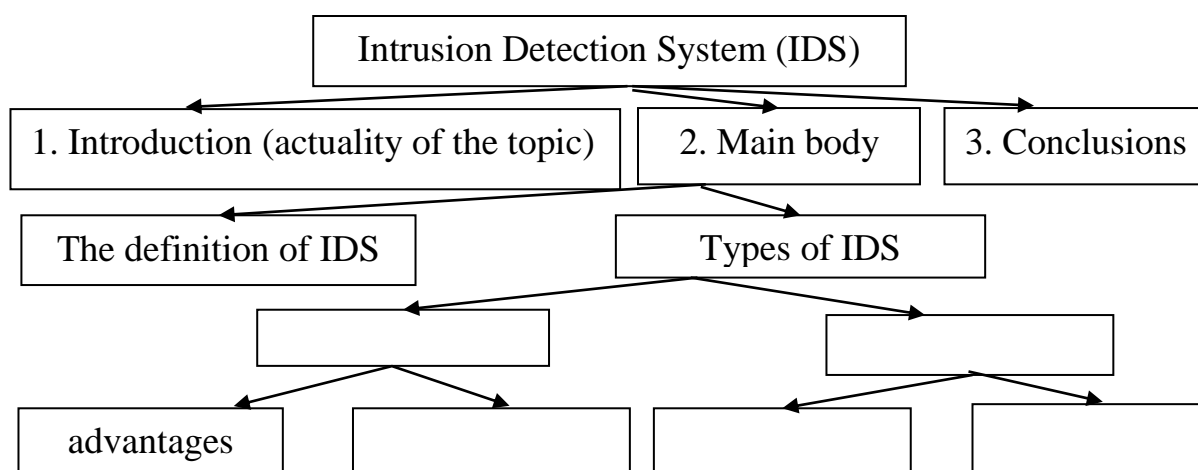 Intrusion Detection System (IDS)
1. Introduction (actuality of the topic)
2. Main body
3. Conclusions
The definition of IDS
Types of IDS
advantages